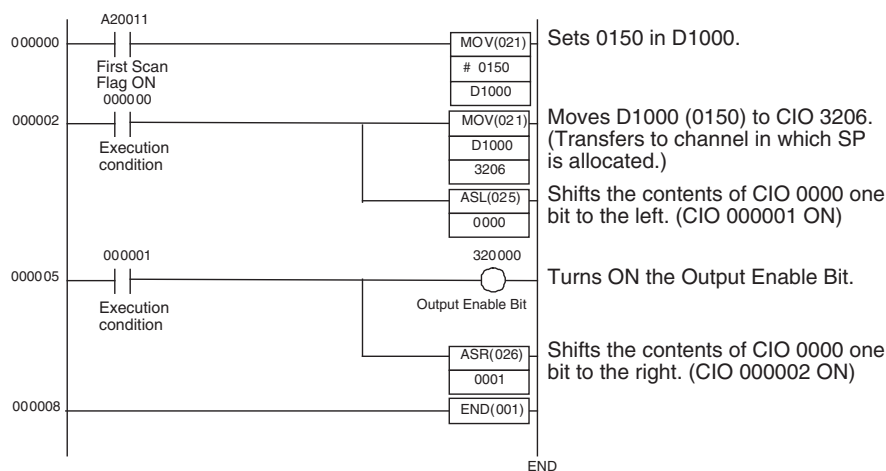 A20011
000000
MOV(021)
Sets 0150 in D1000.
First Scan
Flag ON
# 0150
D1000
000000
000002
MOV(021)
Moves D1000 (0150) to CIO 3206.
(Transfers to channel in which SP
is allocated.)
Execution
condition
D1000
3206
ASL(025)
Shifts the contents of CIO 0000 one
bit to the left. (CIO 000001 ON)
0000
000001
320000
000005
Turns ON the Output Enable Bit.
Execution
condition
Output Enable Bit
ASR(026)
Shifts the contents of CIO 0000 one
bit to the right. (CIO 000002 ON)
0001
000008
END(001)
END